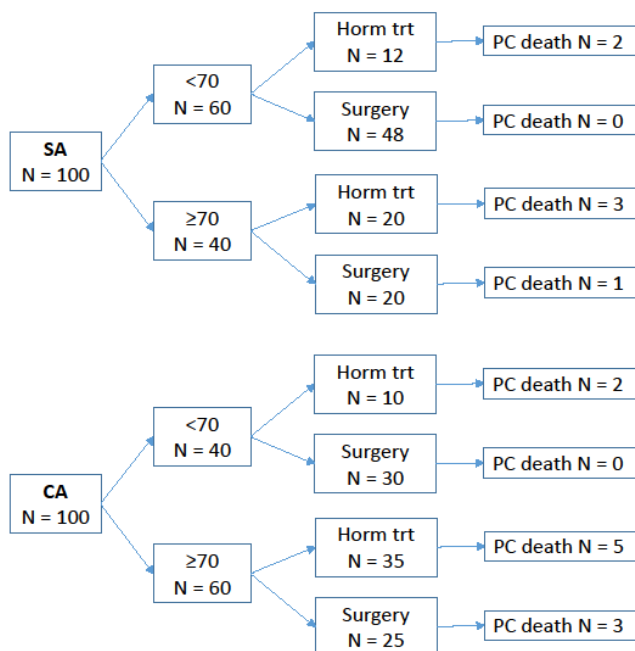 Horm trt
N = 12
PC death N = 2
<70
N = 60
Surgery
N = 48
PC death N = 0
SA
N = 100
Horm trt
N = 20
PC death N = 3
≥70
N = 40
Surgery
N = 20
PC death N = 1
Horm trt
N = 10
PC death N = 2
<70
N = 40
Surgery
N = 30
PC death N = 0
CA
N = 100
Horm trt
N = 35
PC death N = 5
≥70
N = 60
Surgery
N = 25
PC death N = 3